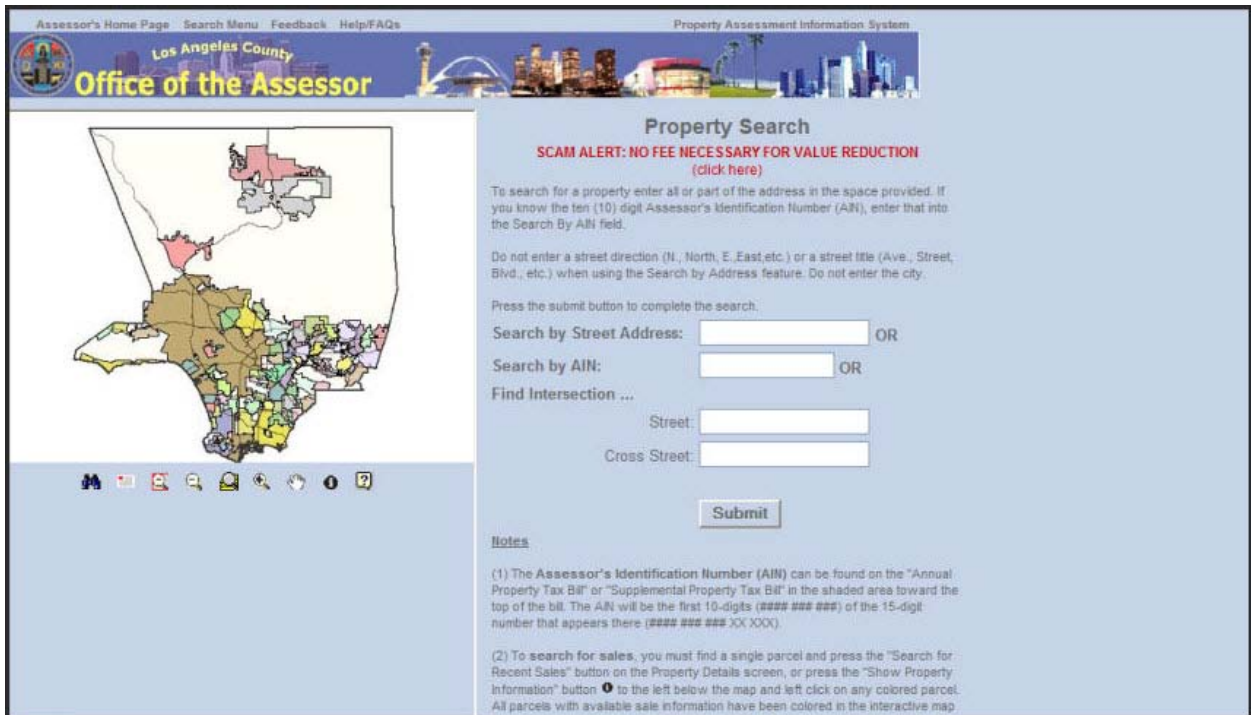 Assessor's Home Page Search Menu Feedback Help/FAQs
Property Assessment Information System
Los Angeles County
Office of the Assessor
Property Search
SCAM ALERT: NO FEE NECESSARY FOR VALUE REDUCTION
(click here)
To search for a property enter all or part of the address in the space provided. If
you know the ten (10) digit Assessor's Identification Number (AIN), enter that into
the Search By AIN field.
Do not enter a street direction (N., North, E.,East,etc.) or a street title (Ave., Street,
Blvd., etc.) when using the Search by Address feature. Do not enter the city.
Press the submit button to complete the search.
Search by Street Address: OR
Search by AIN: OR
Find Intersection ...
Street:
Cross Street:
Submit
Notes
(1) The Assessor's Identification Number (AIN) can be found on the "Annual
Property Tax Bill" or "Supplemental Property Tax Bill" in the shaded area toward the
top of the bill. The AIN will be the first 10-digits (#### ### ###) of the 15-digit
number that appears there (#### ### ### XX XXX).
(2) To search for sales, you must find a single parcel and press the "Search for
Recent Sales" button on the Property Details screen, or press the "Show Property
Information" button to the left below the map and left click on any colored parcel.
All parcels with available sale information have been colored in the interactive map